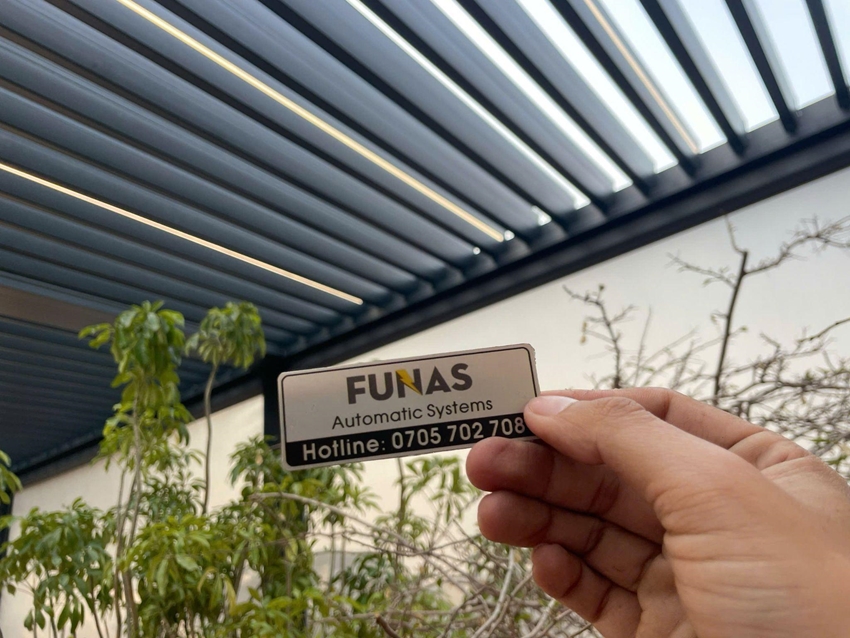 FUNAS
Automatic Systems
Hotline: 0705 702 708